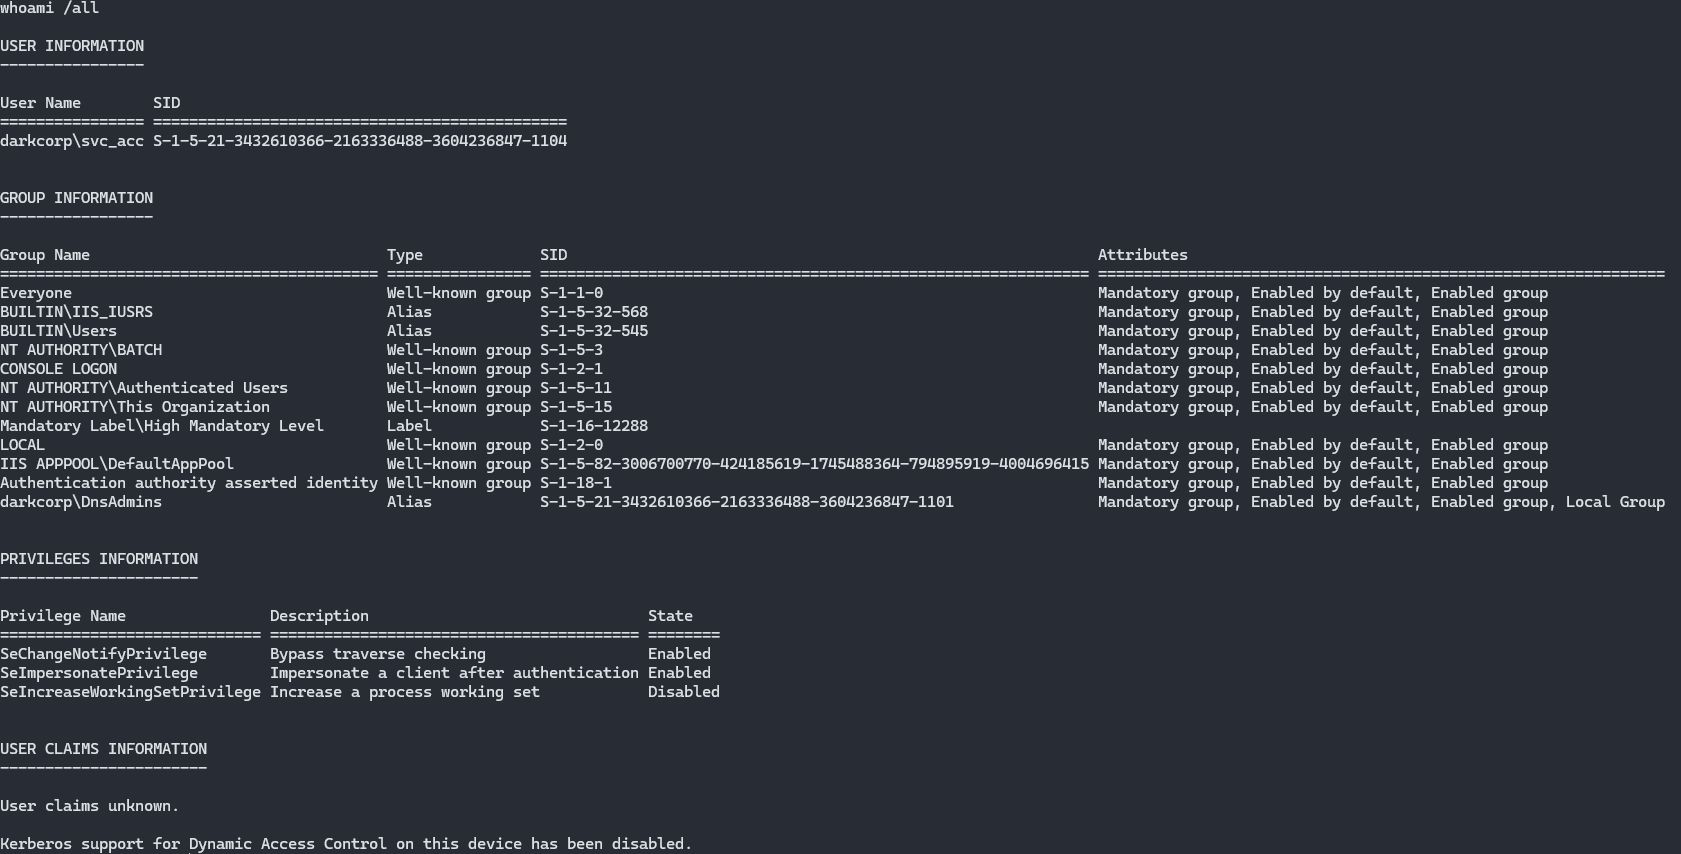 whoami /all
USER INFORMATION
----------------
User Name        SID
================ ==============================================
darkcorp\svc_acc S-1-5-21-3432610366-2163336488-3604236847-1104
GROUP INFORMATION
-----------------
Group Name                                 Type             SID                                                           Attributes
========================================== ================ ============================================================= ===============================================================
Everyone                                   Well-known group S-1-1-0                                                       Mandatory group, Enabled by default, Enabled group
BUILTIN\IIS_IUSRS                          Alias            S-1-5-32-568                                                  Mandatory group, Enabled by default, Enabled group
BUILTIN\Users                              Alias            S-1-5-32-545                                                  Mandatory group, Enabled by default, Enabled group
NT AUTHORITY\BATCH                         Well-known group S-1-5-3                                                       Mandatory group, Enabled by default, Enabled group
CONSOLE LOGON                              Well-known group S-1-2-1                                                       Mandatory group, Enabled by default, Enabled group
NT AUTHORITY\Authenticated Users           Well-known group S-1-5-11                                                      Mandatory group, Enabled by default, Enabled group
NT AUTHORITY\This Organization             Well-known group S-1-5-15                                                      Mandatory group, Enabled by default, Enabled group
Mandatory Label\High Mandatory Level       Label            S-1-16-12288
LOCAL                                      Well-known group S-1-2-0                                                       Mandatory group, Enabled by default, Enabled group
IIS APPPOOL\DefaultAppPool                 Well-known group S-1-5-82-3006700770-424185619-1745488364-794895919-4004696415 Mandatory group, Enabled by default, Enabled group
Authentication authority asserted identity Well-known group S-1-18-1                                                      Mandatory group, Enabled by default, Enabled group
darkcorp\DnsAdmins                         Alias            S-1-5-21-3432610366-2163336488-3604236847-1101                Mandatory group, Enabled by default, Enabled group, Local Group
PRIVILEGES INFORMATION
----------------------
Privilege Name                Description                               State
============================= ========================================= ========
SeChangeNotifyPrivilege       Bypass traverse checking                  Enabled
SeImpersonatePrivilege        Impersonate a client after authentication Enabled
SeIncreaseWorkingSetPrivilege Increase a process working set            Disabled
USER CLAIMS INFORMATION
-----------------------
User claims unknown.
Kerberos support for Dynamic Access Control on this device has been disabled.